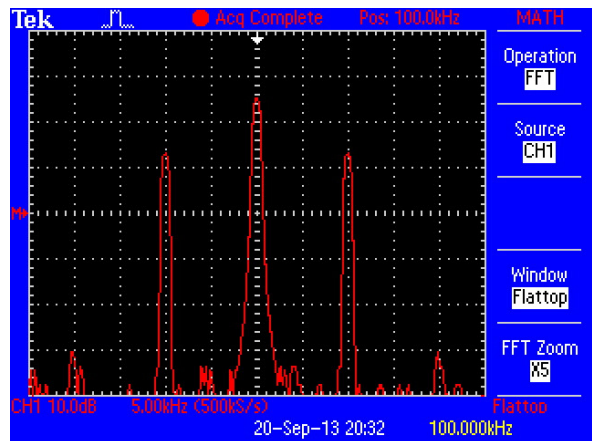 Tek Acq Complete Pos: 100.0kHz MATH
Operation
FFT
Source
CH1
M
Window
Flattop
FFT Zoom
X5
CH1 10.0dB 5.00kHz (500kS/s) Flattop
20-Sep-13 20:32 100.000kHz